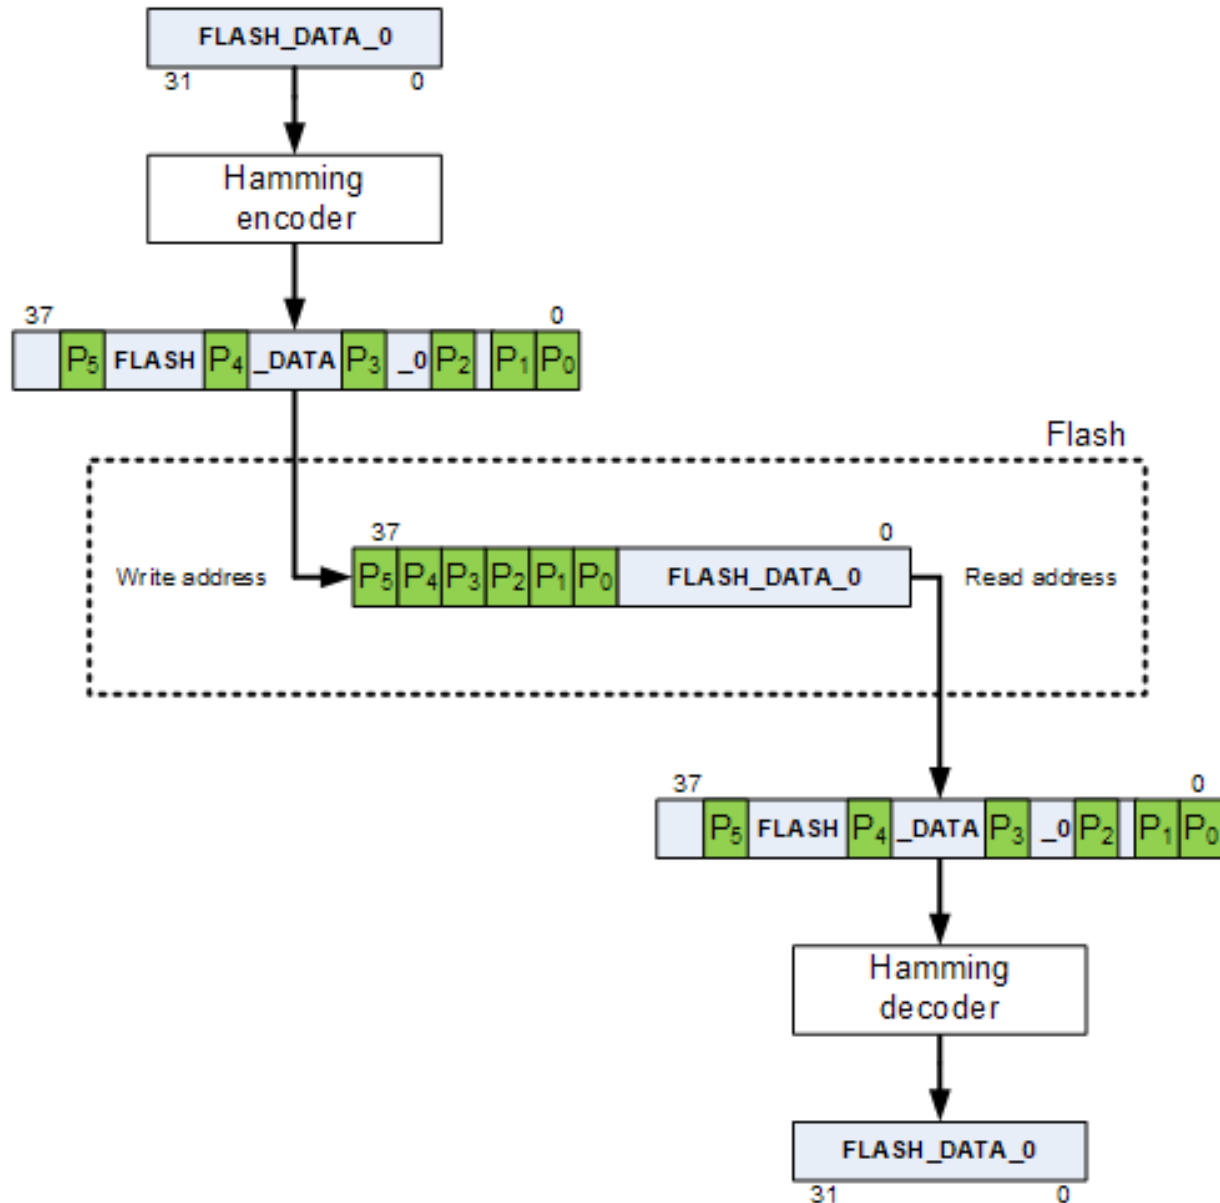 FLASH_DATA_0
31 0
Hamming
encoder
37 0
P5 FLASH P4 _DATA P3 _0 P2 P1 P0
Flash
37 0
Write address P5 P4 P3 P2 P1 P0 FLASH_DATA_0 Read address
37 0
P5 FLASH P4 _DATA P3 _0 P2 P1 P0
Hamming
decoder
FLASH_DATA_0
31 0